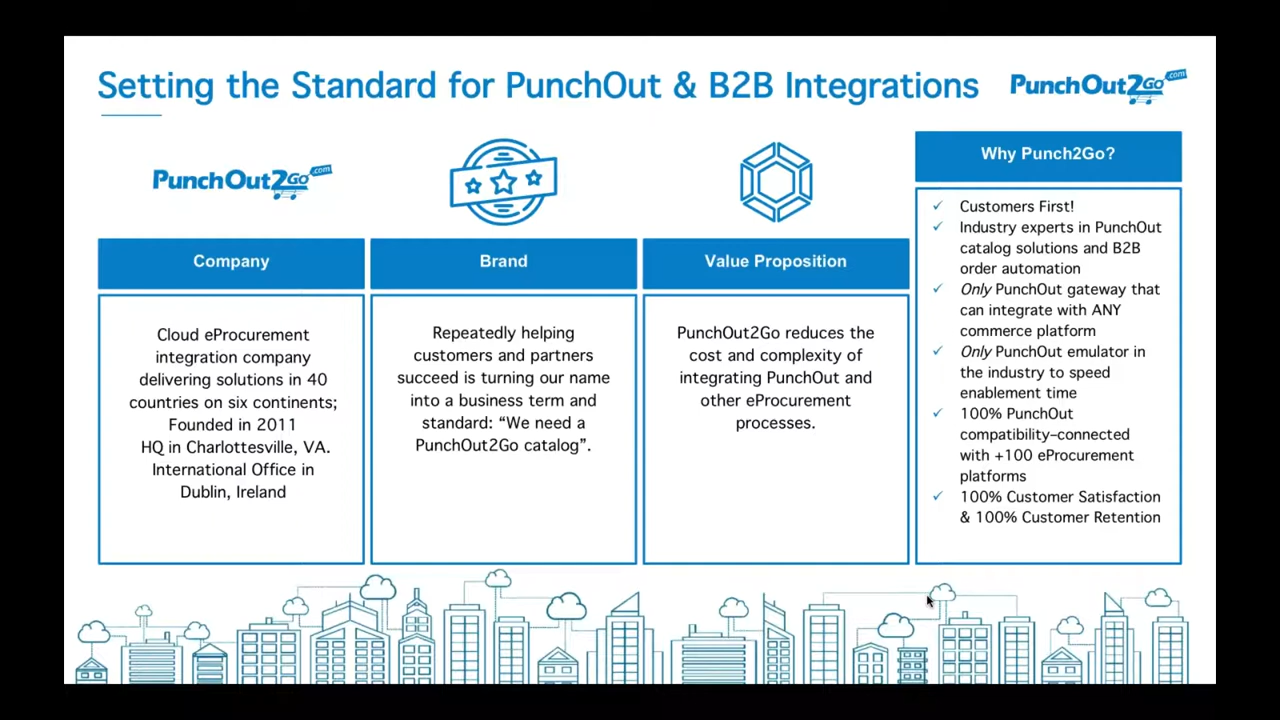 Setting the Standard for PunchOut & B2B Integrations
PunchOut2Go.com
PunchOut2Go.com
Company
Cloud eProcurement
integration company
delivering solutions in 40
countries on six continents;
Founded in 2011
HQ in Charlottesville, VA.
International Office in
Dublin, Ireland
Brand
Repeatedly helping
customers and partners
succeed is turning our name
into a business term and
standard: “We need a
PunchOut2Go catalog”.
Value Proposition
PunchOut2Go reduces the
cost and complexity of
integrating PunchOut and
other eProcurement
processes.
Why Punch2Go?
✓ Customers First!
✓ Industry experts in PunchOut
catalog solutions and B2B
order automation
✓ Only PunchOut gateway that
can integrate with ANY
commerce platform
✓ Only PunchOut emulator in
the industry to speed
enablement time
✓ 100% PunchOut
compatibility–connected
with +100 eProcurement
platforms
✓ 100% Customer Satisfaction
& 100% Customer Retention